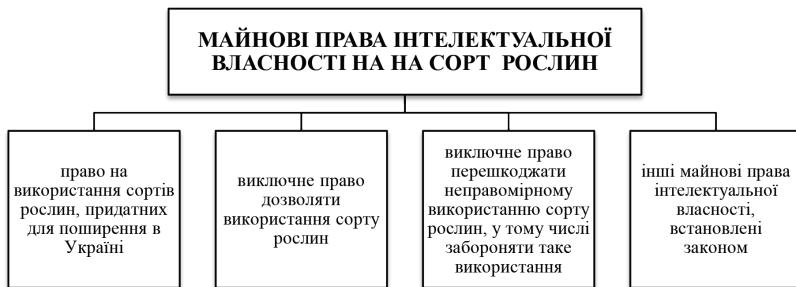 МАЙНОВІ ПРАВА ІНТЕЛЕКТУАЛЬНОЇ
ВЛАСНОСТІ НА НА СОРТ РОСЛИН
право на
використання сортів
рослин, придатних
для поширення в
Україні
виключне право
дозволяти
використання сорту
рослин
виключне право
перешкоджати
неправомірному
використанню сорту
рослин, у тому числі
забороняти таке
використання
інші майнові права
інтелектуальної
власності,
встановлені
законом